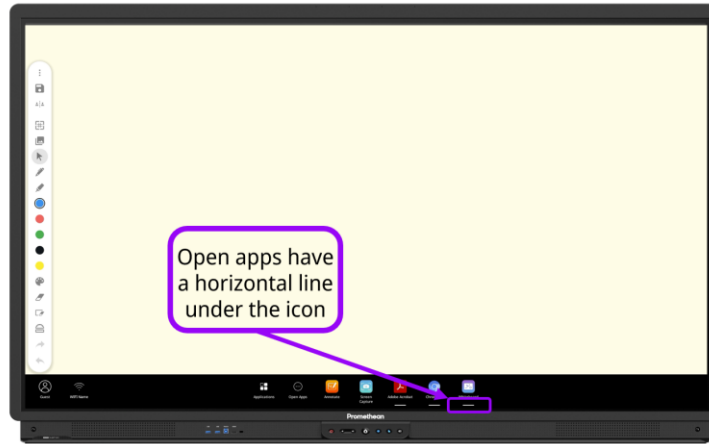 Open apps have
a horizontal line
under the icon
Guest
WiFi Name
Applications
Open Apps
Annotate
Screen
Capture
Adobe Acrobat
Promethean